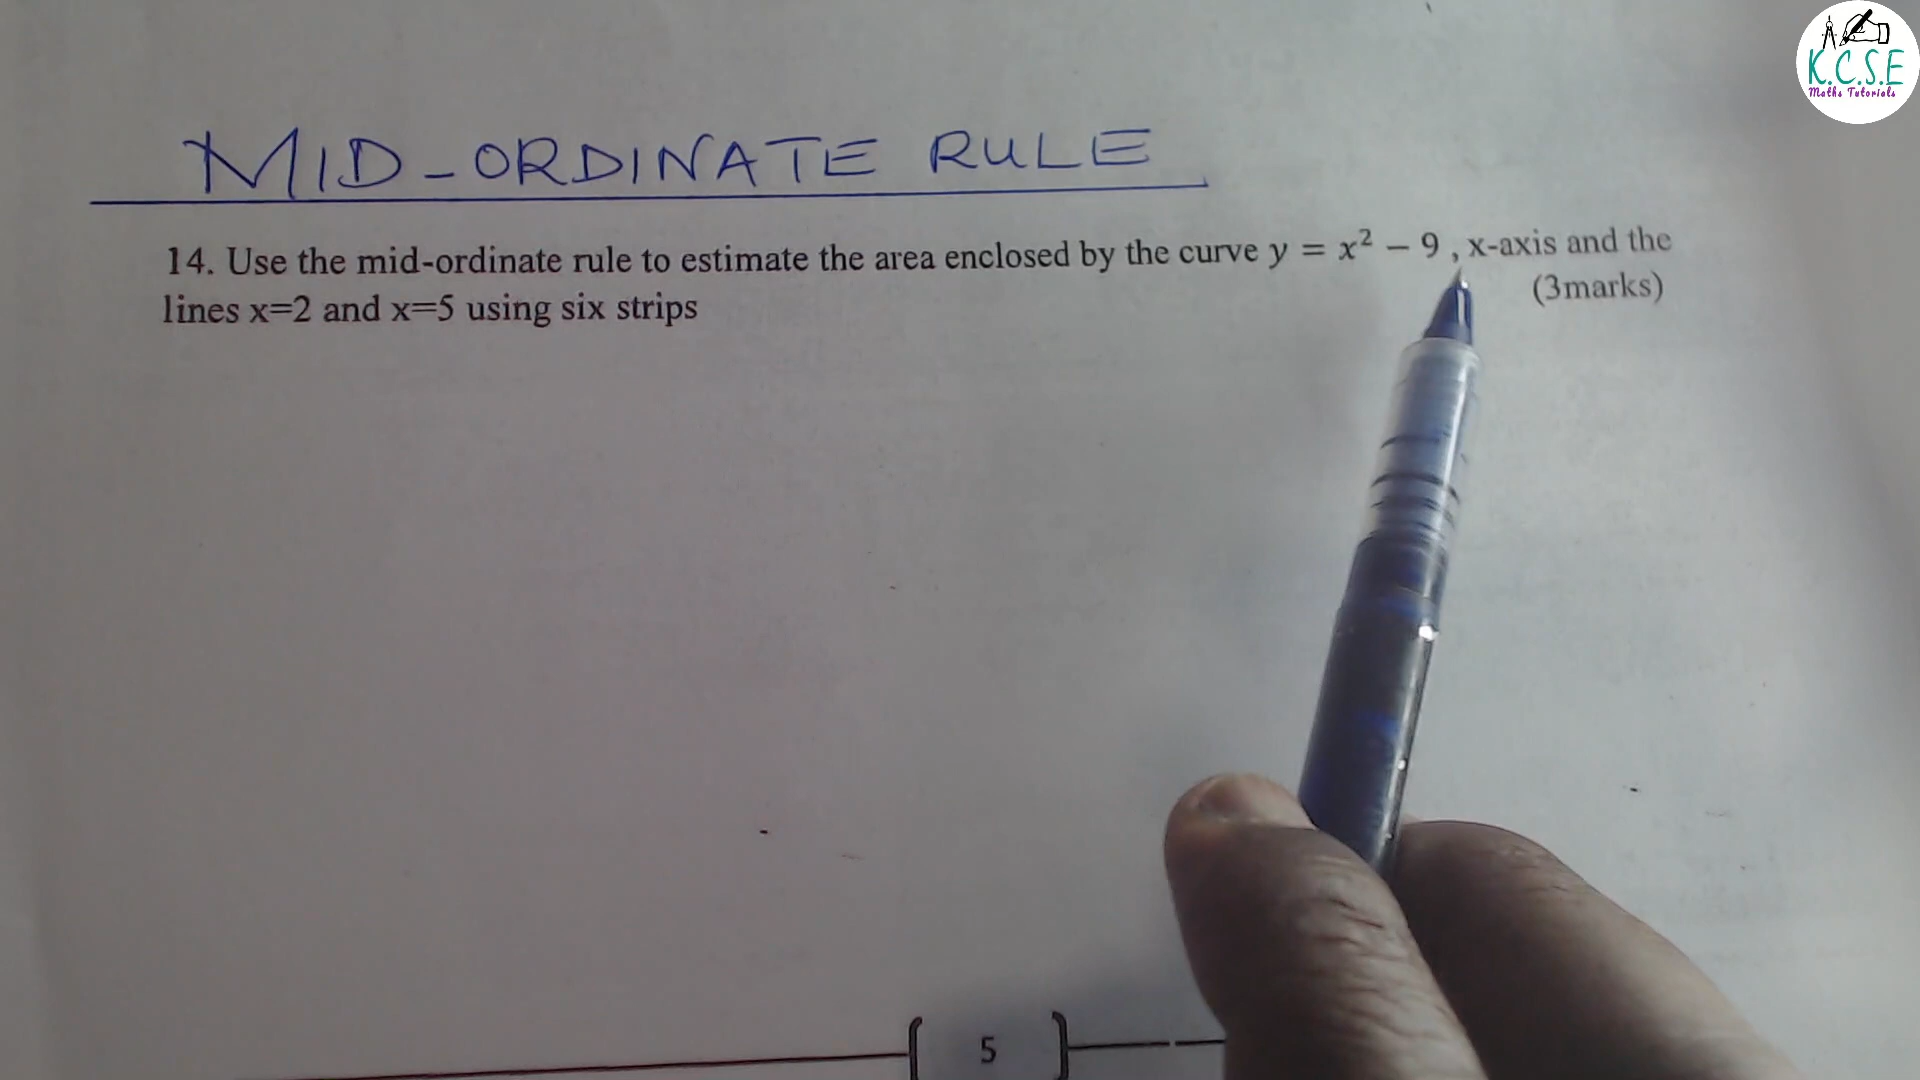 K.C.S.E
Maths Tutorials
MID-ORDINATE RULE
14. Use the mid-ordinate rule to estimate the area enclosed by the curve y = x² − 9 , x-axis and the
lines x=2 and x=5 using six strips (3marks)
5